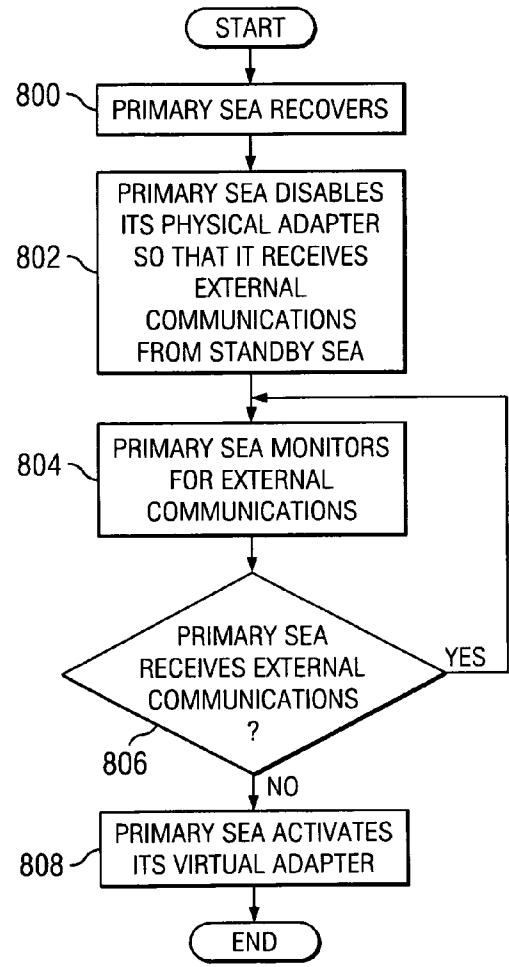 START
800
PRIMARY SEA RECOVERS
802
PRIMARY SEA DISABLES
ITS PHYSICAL ADAPTER
SO THAT IT RECEIVES
EXTERNAL
COMMUNICATIONS
FROM STANDBY SEA
804
PRIMARY SEA MONITORS
FOR EXTERNAL
COMMUNICATIONS
PRIMARY SEA
RECEIVES EXTERNAL
COMMUNICATIONS
?
YES
806
NO
808
PRIMARY SEA ACTIVATES
ITS VIRTUAL ADAPTER
END